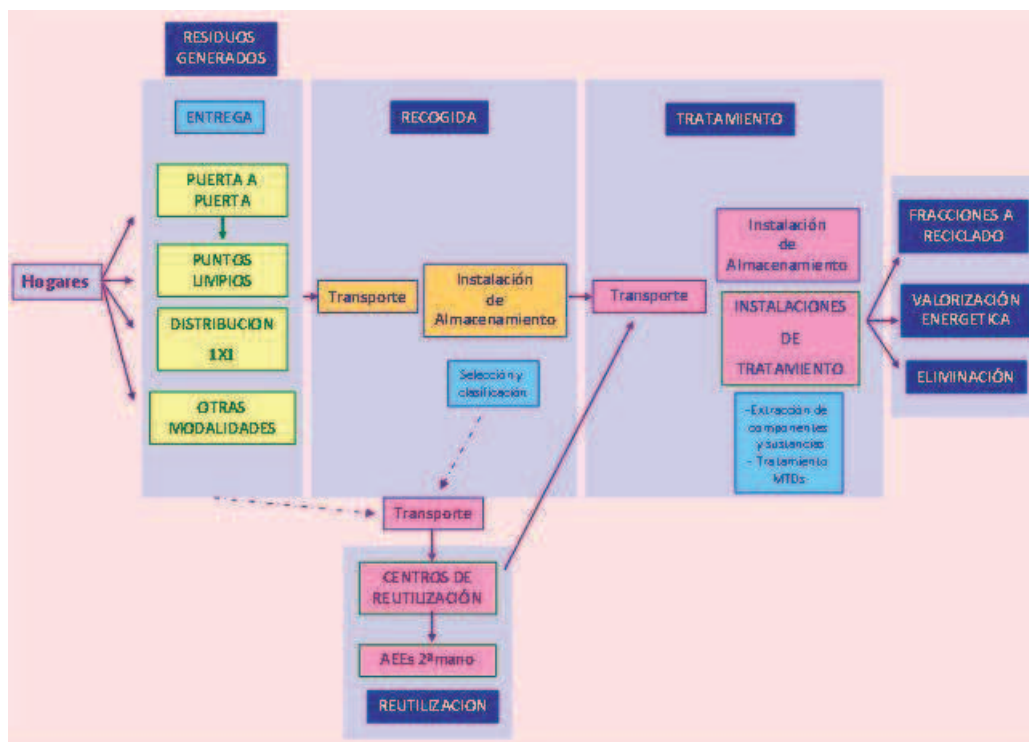 RESIDUOS
GENERADOS
ENTREGA
RECOGIDA
TRATAMIENTO
PUERTA A
PUERTA
PUNTOS
LIMPIOS
DISTRIBUCION
1X1
OTRAS
MODALIDADES
Hogares
Transporte
Instalación
de
Almacenamiento
Selección y
clasificación
Transporte
Instalación
de
Almacenamiento
INSTALACIONES
DE
TRATAMIENTO
-Extracción de
componentes
y sustancias
- Tratamiento
MTDs
FRACCIONES A
RECICLADO
VALORIZACIÓN
ENERGETICA
ELIMINACIÓN
Transporte
CENTROS DE
REUTILIZACIÓN
AEEs 2ª mano
REUTILIZACION